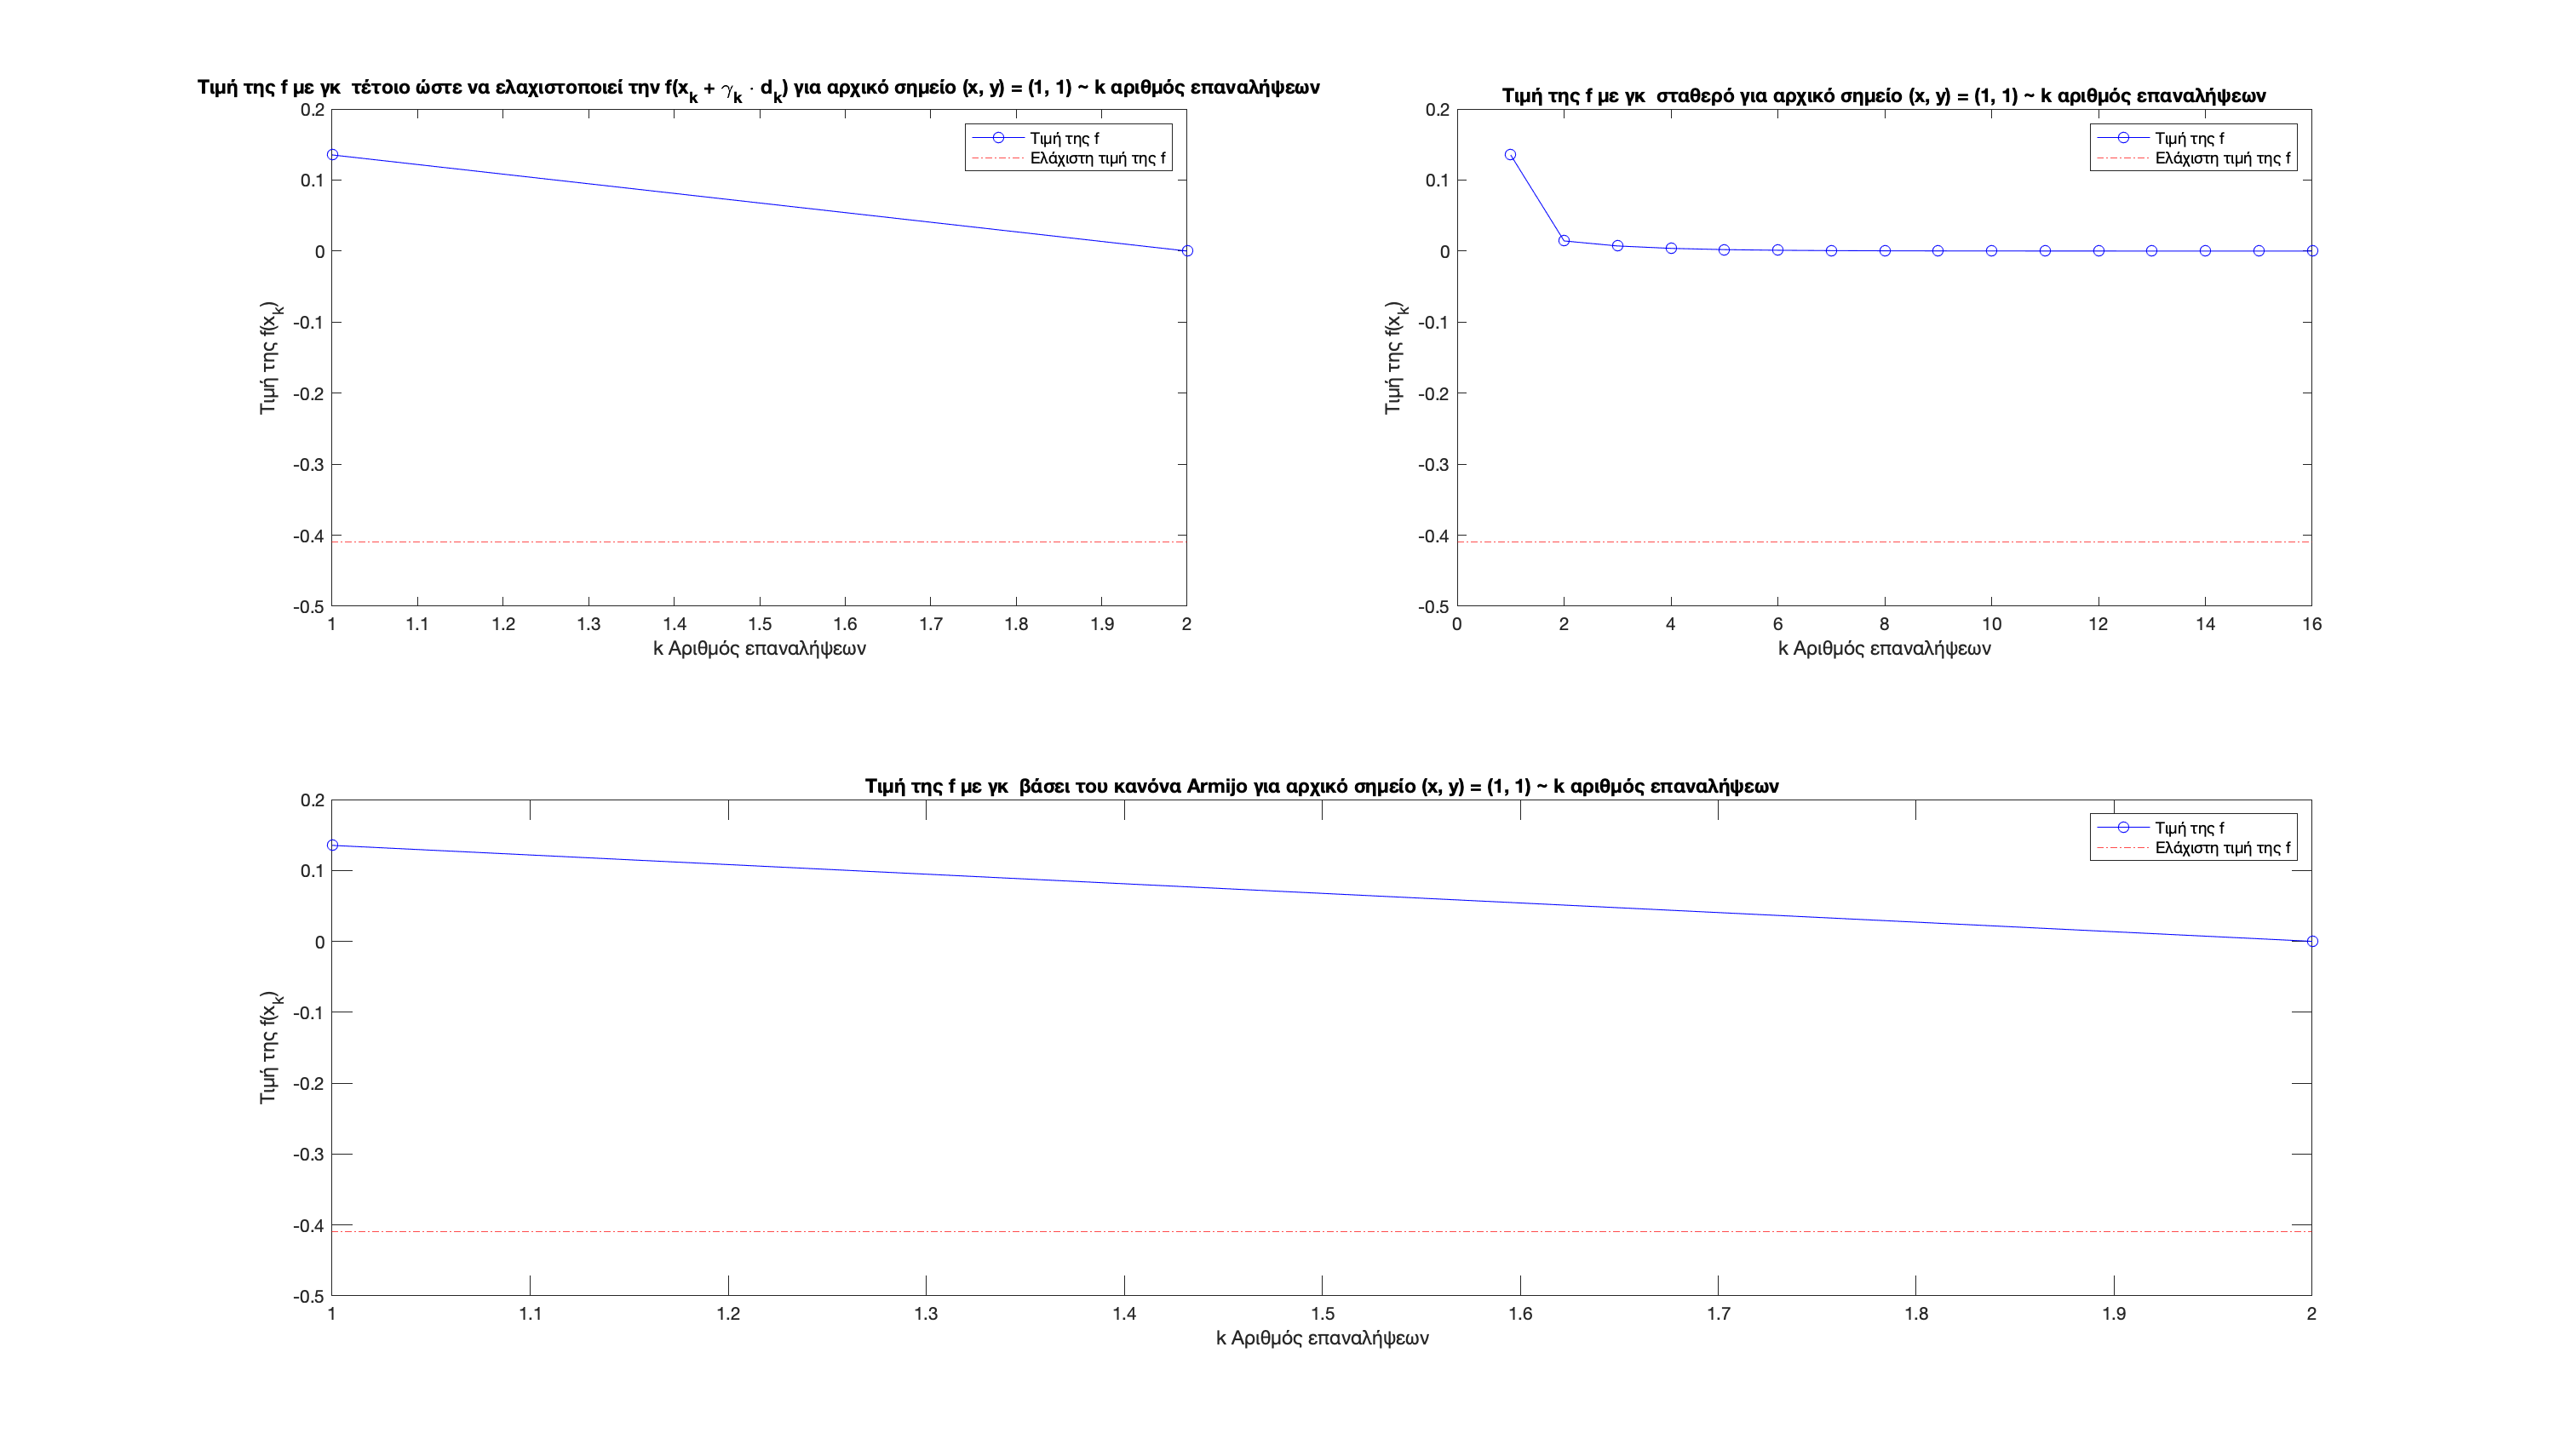 Τιμή της f με γκ τέτοιο ώστε να ελαχιστοποιεί την f(x_k + γ_k · d_k) για αρχικό σημείο (x, y) = (1, 1) ~ k αριθμός επαναλήψεων
Τιμή της f
Ελάχιστη τιμή της f
0.2
0.1
0
-0.1
-0.2
-0.3
-0.4
-0.5
Τιμή της f(x_k)
1 1.1 1.2 1.3 1.4 1.5 1.6 1.7 1.8 1.9 2
k Αριθμός επαναλήψεων
Τιμή της f με γκ σταθερό για αρχικό σημείο (x, y) = (1, 1) ~ k αριθμός επαναλήψεων
Τιμή της f
Ελάχιστη τιμή της f
0.2
0.1
0
-0.1
-0.2
-0.3
-0.4
-0.5
Τιμή της f(x_k)
0 2 4 6 8 10 12 14 16
k Αριθμός επαναλήψεων
Τιμή της f με γκ βάσει του κανόνα Armijo για αρχικό σημείο (x, y) = (1, 1) ~ k αριθμός επαναλήψεων
Τιμή της f
Ελάχιστη τιμή της f
0.2
0.1
0
-0.1
-0.2
-0.3
-0.4
-0.5
Τιμή της f(x_k)
1 1.1 1.2 1.3 1.4 1.5 1.6 1.7 1.8 1.9 2
k Αριθμός επαναλήψεων